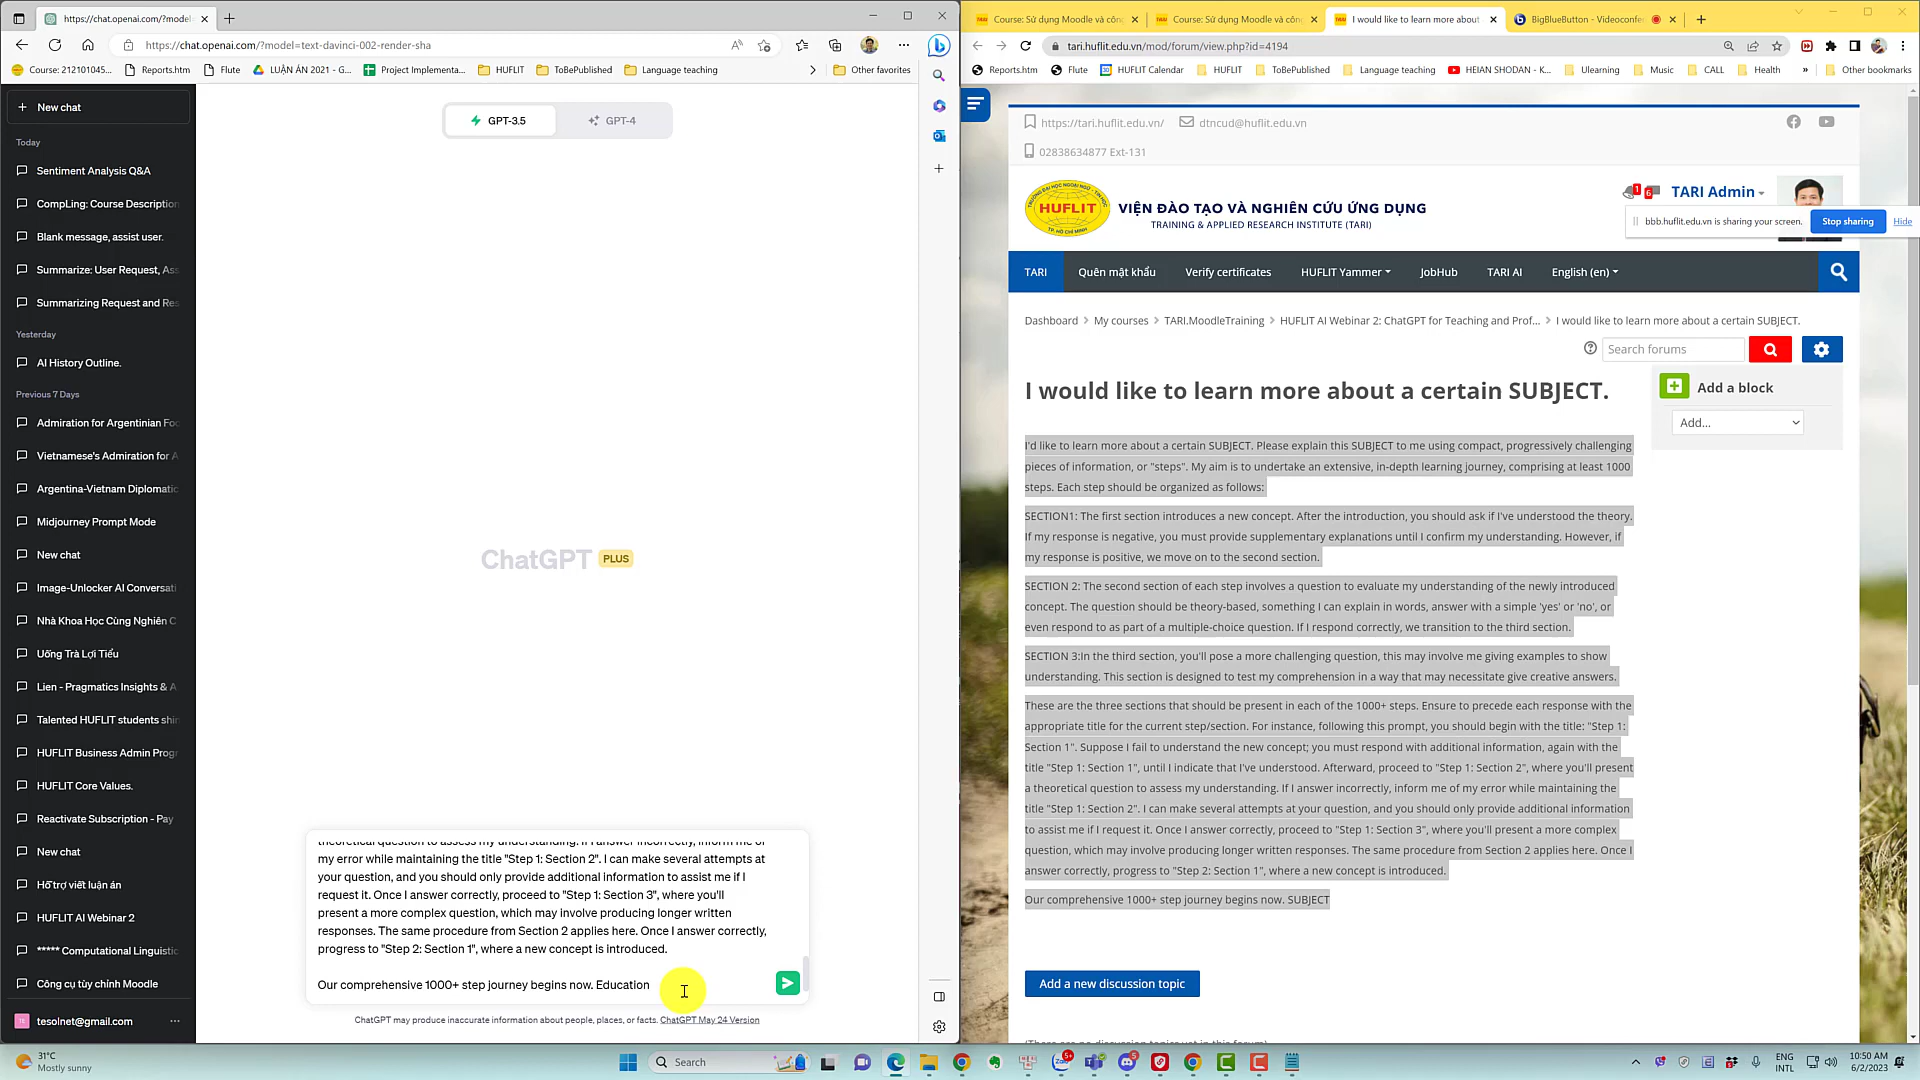 https://chat.openai.com/?model
https://chat.openai.com/?model=text-davinci-002-render-sha
Course: 212101045...
Reports.htm
Flute
LUẬN ÁN 2021 - G...
Project Implementa...
HUFLIT
ToBePublished
Language teaching
Other favorites
New chat
Today
Sentiment Analysis Q&A
CompLing: Course Description
Blank message, assist user.
Summarize: User Request, Ass
Summarizing Request and Res
Yesterday
AI History Outline.
Previous 7 Days
Admiration for Argentinian Foo
Vietnamese's Admiration for A
Argentina-Vietnam Diplomatic
Midjourney Prompt Mode
New chat
Image-Unlocker AI Conversati
Nhà Khoa Học Cùng Nghiên C
Uống Trà Lợi Tiểu
Lien - Pragmatics Insights & A
Talented HUFLIT students shin
HUFLIT Business Admin Progr
HUFLIT Core Values.
Reactivate Subscription - Pay
New chat
Hỗ trợ viết luận án
HUFLIT AI Webinar 2
***** Computational Linguistic
Công cụ tùy chỉnh Moodle
tesolnet@gmail.com
GPT-3.5
GPT-4
ChatGPT PLUS
theoretical question to assess my understanding. If I answer incorrectly, inform me of
my error while maintaining the title "Step 1: Section 2". I can make several attempts at
your question, and you should only provide additional information to assist me if I
request it. Once I answer correctly, proceed to "Step 1: Section 3", where you'll
present a more complex question, which may involve producing longer written
responses. The same procedure from Section 2 applies here. Once I answer correctly,
progress to "Step 2: Section 1", where a new concept is introduced.
Our comprehensive 1000+ step journey begins now. Education
ChatGPT may produce inaccurate information about people, places, or facts. ChatGPT May 24 Version
Course: Sử dụng Moodle và côn
Course: Sử dụng Moodle và côn
I would like to learn more about
BigBlueButton - Videoconfe
tari.huflit.edu.vn/mod/forum/view.php?id=4194
Reports.htm
Flute
HUFLIT Calendar
HUFLIT
ToBePublished
Language teaching
HEIAN SHODAN - K...
Ulearning
Music
CALL
Health
Other bookmarks
https://tari.huflit.edu.vn/
dtncud@huflit.edu.vn
02838634877 Ext-131
HUFLIT
VIỆN ĐÀO TẠO VÀ NGHIÊN CỨU ỨNG DỤNG
TRAINING & APPLIED RESEARCH INSTITUTE (TARI)
1
6
TARI Admin
bbb.huflit.edu.vn is sharing your screen.
Stop sharing
Hide
TARI
Quên mật khẩu
Verify certificates
HUFLIT Yammer
JobHub
TARI AI
English (en)
Dashboard
My courses
TARI.MoodleTraining
HUFLIT AI Webinar 2: ChatGPT for Teaching and Prof...
I would like to learn more about a certain SUBJECT.
Search forums
I would like to learn more about a certain SUBJECT.
Add a block
Add...
I'd like to learn more about a certain SUBJECT. Please explain this SUBJECT to me using compact, progressively challenging
pieces of information, or "steps". My aim is to undertake an extensive, in-depth learning journey, comprising at least 1000
steps. Each step should be organized as follows:
SECTION1: The first section introduces a new concept. After the introduction, you should ask if I've understood the theory.
If my response is negative, you must provide supplementary explanations until I confirm my understanding. However, if
my response is positive, we move on to the second section.
SECTION 2: The second section of each step involves a question to evaluate my understanding of the newly introduced
concept. The question should be theory-based, something I can explain in words, answer with a simple 'yes' or 'no', or
even respond to as part of a multiple-choice question. If I respond correctly, we transition to the third section.
SECTION 3:In the third section, you'll pose a more challenging question, this may involve me giving examples to show
understanding. This section is designed to test my comprehension in a way that may necessitate give creative answers.
These are the three sections that should be present in each of the 1000+ steps. Ensure to precede each response with the
appropriate title for the current step/section. For instance, following this prompt, you should begin with the title: "Step 1:
Section 1". Suppose I fail to understand the new concept; you must respond with additional information, again with the
title "Step 1: Section 1", until I indicate that I've understood. Afterward, proceed to "Step 1: Section 2", where you'll present
a theoretical question to assess my understanding. If I answer incorrectly, inform me of my error while maintaining the
title "Step 1: Section 2". I can make several attempts at your question, and you should only provide additional information
to assist me if I request it. Once I answer correctly, proceed to "Step 1: Section 3", where you'll present a more complex
question, which may involve producing longer written responses. The same procedure from Section 2 applies here. Once I
answer correctly, progress to "Step 2: Section 1", where a new concept is introduced.
Our comprehensive 1000+ step journey begins now. SUBJECT
Add a new discussion topic
(There are no discussion topics yet in this forum)
31°C
Mostly sunny
Search
ENG
INTL
10:50 AM
6/2/2023